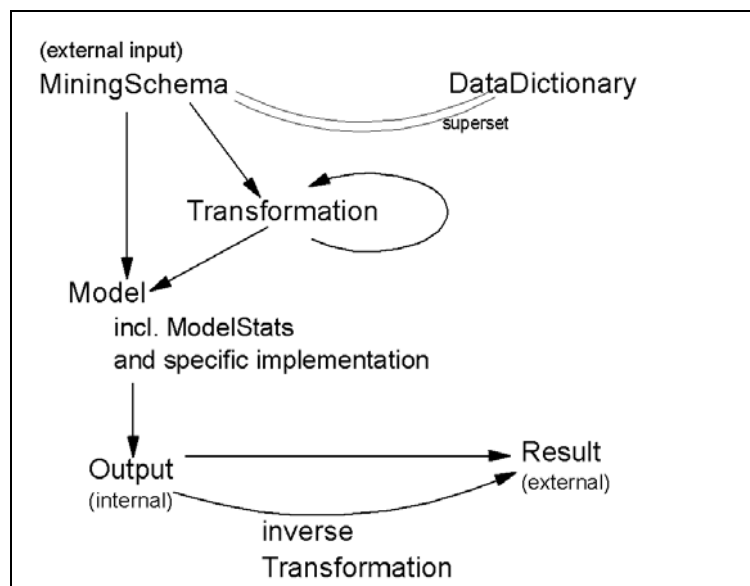 (external input)
MiningSchema
DataDictionary
superset
Transformation
Model
incl. ModelStats
and specific implementation
Output
(internal)
Result
(external)
inverse
Transformation